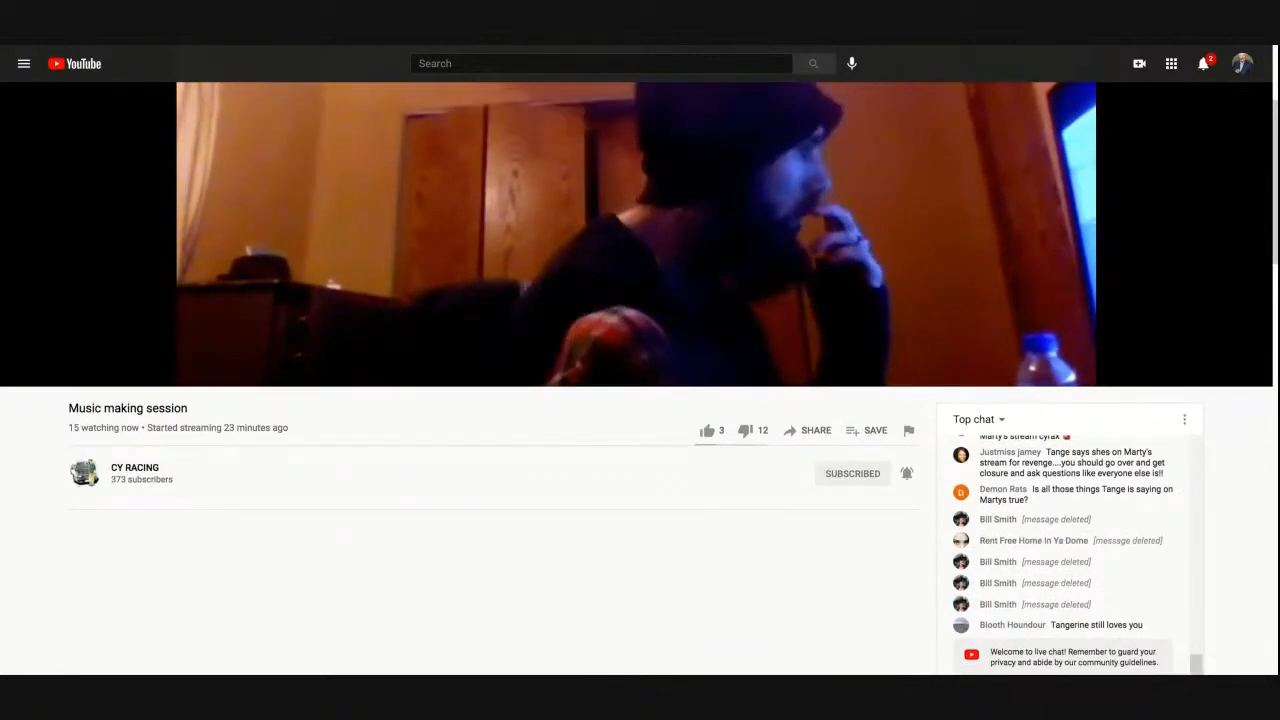 YouTube
Search
2
Music making session
15 watching now • Started streaming 23 minutes ago
3
12
SHARE
SAVE
CY RACING
373 subscribers
SUBSCRIBED
Top chat
Marty's stream cyrax
Justmiss jamey Tange says shes on Marty's
stream for revenge....you should go over and get
closure and ask questions like everyone else is!!
D
Demon Rats Is all those things Tange is saying on
Martys true?
Bill Smith [message deleted]
Rent Free Home In Ya Dome [message deleted]
Bill Smith [message deleted]
Bill Smith [message deleted]
Bill Smith [message deleted]
Blooth Houndour Tangerine still loves you
Welcome to live chat! Remember to guard your
privacy and abide by our community guidelines.